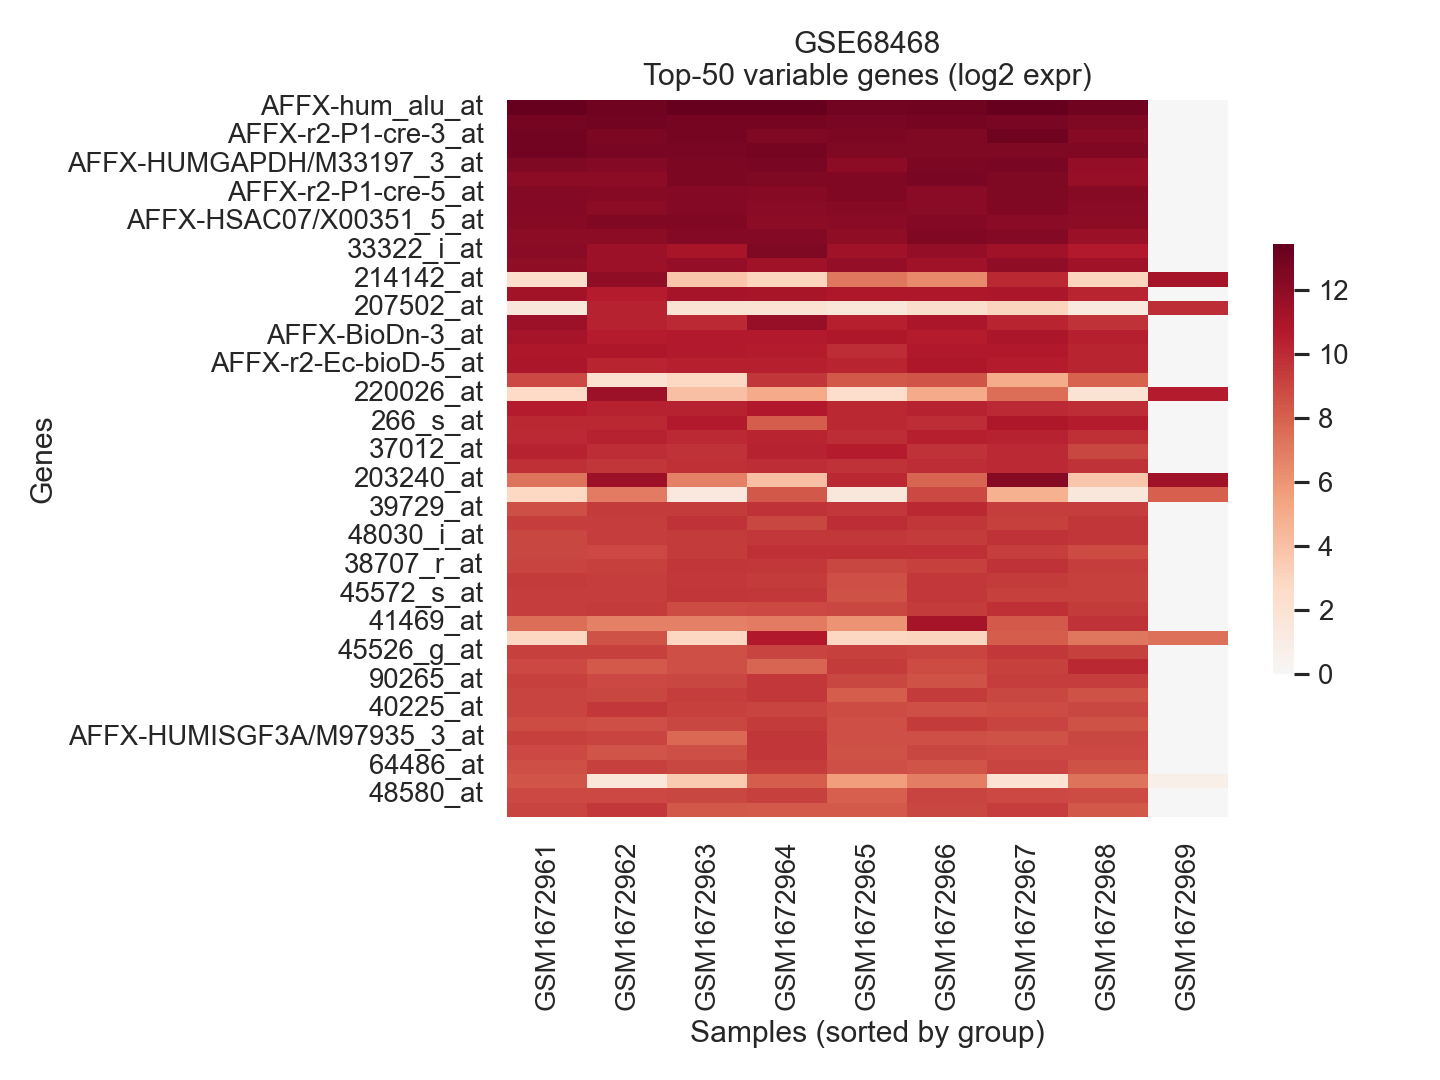 GSE68468
Top-50 variable genes (log2 expr)
Genes
AFFX-hum_alu_at
AFFX-r2-P1-cre-3_at
AFFX-HUMGAPDH/M33197_3_at
AFFX-r2-P1-cre-5_at
AFFX-HSAC07/X00351_5_at
33322_i_at
214142_at
207502_at
AFFX-BioDn-3_at
AFFX-r2-Ec-bioD-5_at
220026_at
266_s_at
37012_at
203240_at
39729_at
48030_i_at
38707_r_at
45572_s_at
41469_at
45526_g_at
90265_at
40225_at
AFFX-HUMISGF3A/M97935_3_at
64486_at
48580_at
12
10
8
6
4
2
0
GSM1672961
GSM1672962
GSM1672963
GSM1672964
GSM1672965
GSM1672966
GSM1672967
GSM1672968
GSM1672969
Samples (sorted by group)